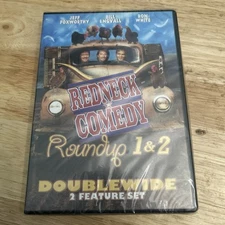 JEFF FOXWORTHY BILL ENGVALL RON WHITE
REDNECK
COMEDY
Roundup 1&2
DOUBLEWIDE
2 FEATURE SET